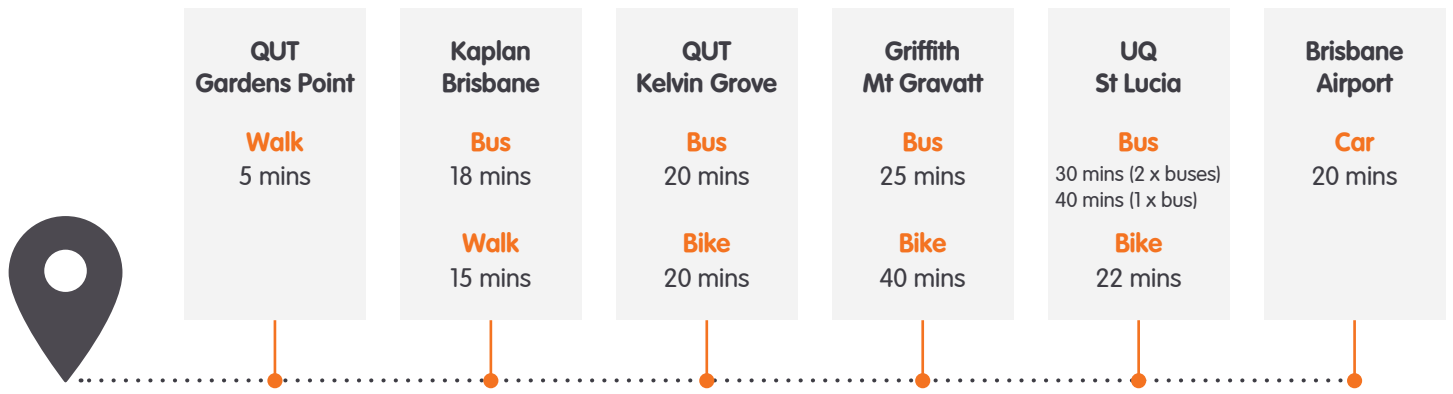 QUT
Gardens Point
Walk
5 mins
Kaplan
Brisbane
Bus
18 mins
Walk
15 mins
QUT
Kelvin Grove
Bus
20 mins
Bike
20 mins
Griffith
Mt Gravatt
Bus
25 mins
Bike
40 mins
UQ
St Lucia
Bus
30 mins (2 x buses)
40 mins (1 x bus)
Bike
22 mins
Brisbane
Airport
Car
20 mins